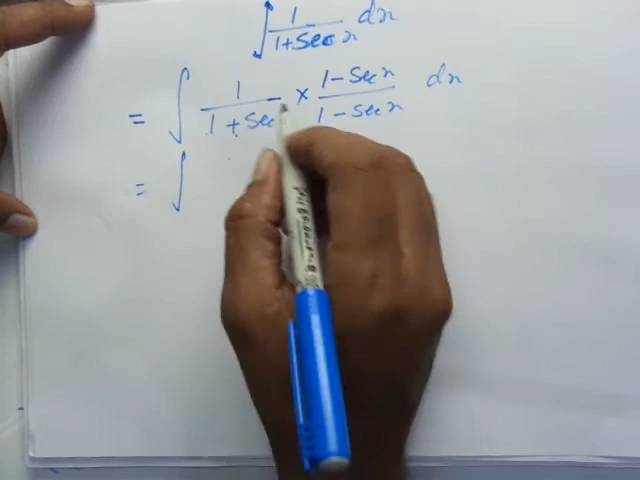 ∫ 1/(1+Sec x) dx
= ∫ 1/(1+Sec × (1-Sec x)/(1-Sec x) dx
= ∫